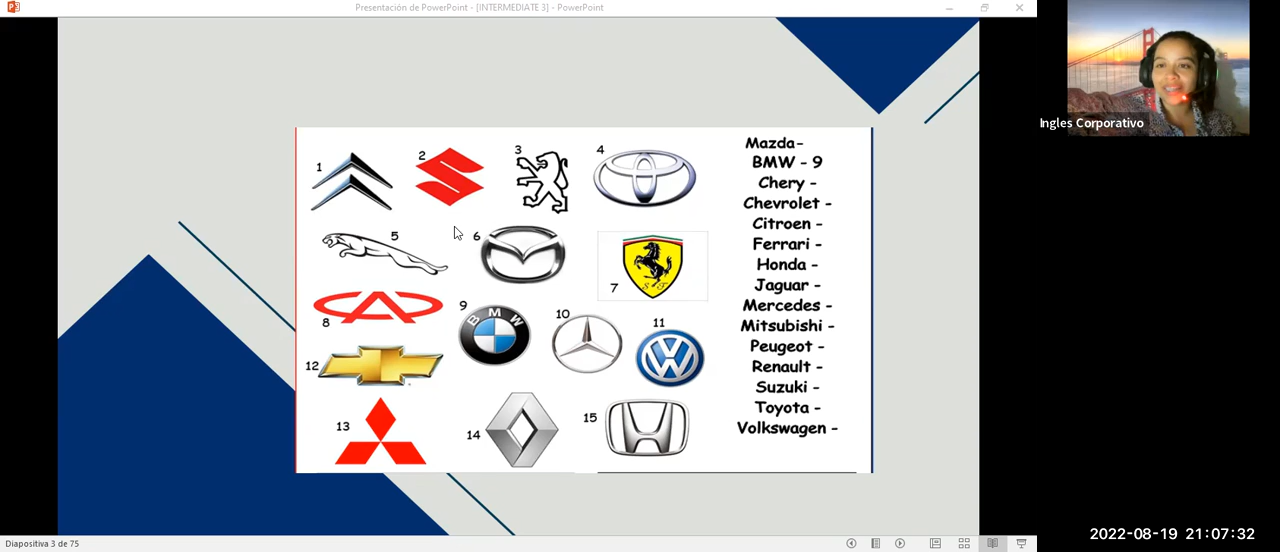 Presentación de PowerPoint - [INTERMEDIATE 3] - PowerPoint
Ingles Corporativo
1
2
3
4
5
6
7
8
9
BMW
10
11
12
13
14
15
Mazda-
BMW - 9
Chery -
Chevrolet -
Citroen -
Ferrari -
Honda -
Jaguar -
Mercedes -
Mitsubishi -
Peugeot -
Renault -
Suzuki -
Toyota -
Volkswagen -
S F
Diapositiva 3 de 75
2022-08-19 21:07:32